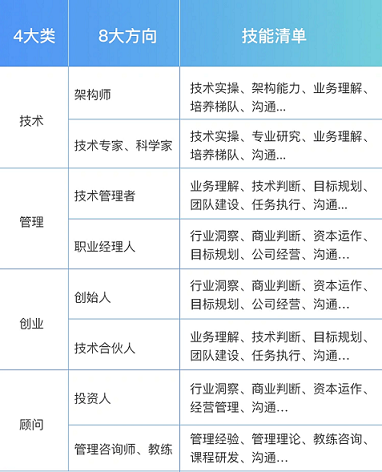 4大类 8大方向 技能清单
技术
架构师
技术实操、架构能力、业务理解、
培养梯队、沟通...
技术专家、科学家
技术实操、专业研究、业务理解、
培养梯队、沟通...
管理
技术管理者
业务理解、技术判断、目标规划、
团队建设、任务执行、沟通...
职业经理人
行业洞察、商业判断、资本运作、
目标规划、公司经营、沟通...
创业
创始人
行业洞察、商业判断、资本运作、
目标规划、公司经营、沟通...
技术合伙人
业务理解、技术判断、目标规划、
团队建设、任务执行、沟通...
顾问
投资人
行业洞察、商业判断、资本运作、
经营管理、沟通...
管理咨询师、教练
管理经验、管理理论、教练咨询、
课程研发、沟通...